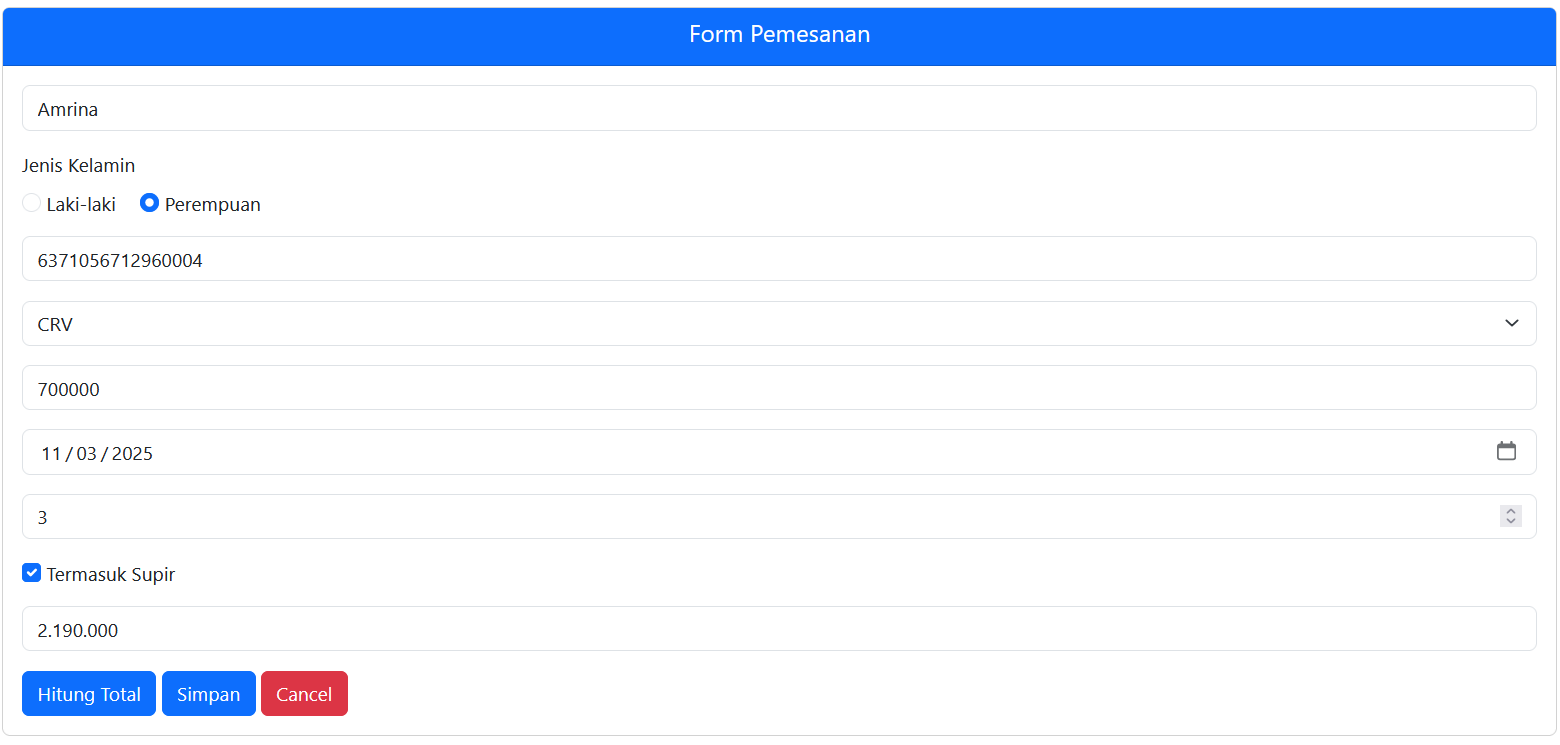 Form Pemesanan
Amrina
Jenis Kelamin
Laki-laki Perempuan
6371056712960004
CRV
700000
11 / 03 / 2025
3
Termasuk Supir
2.190.000
Hitung Total Simpan Cancel